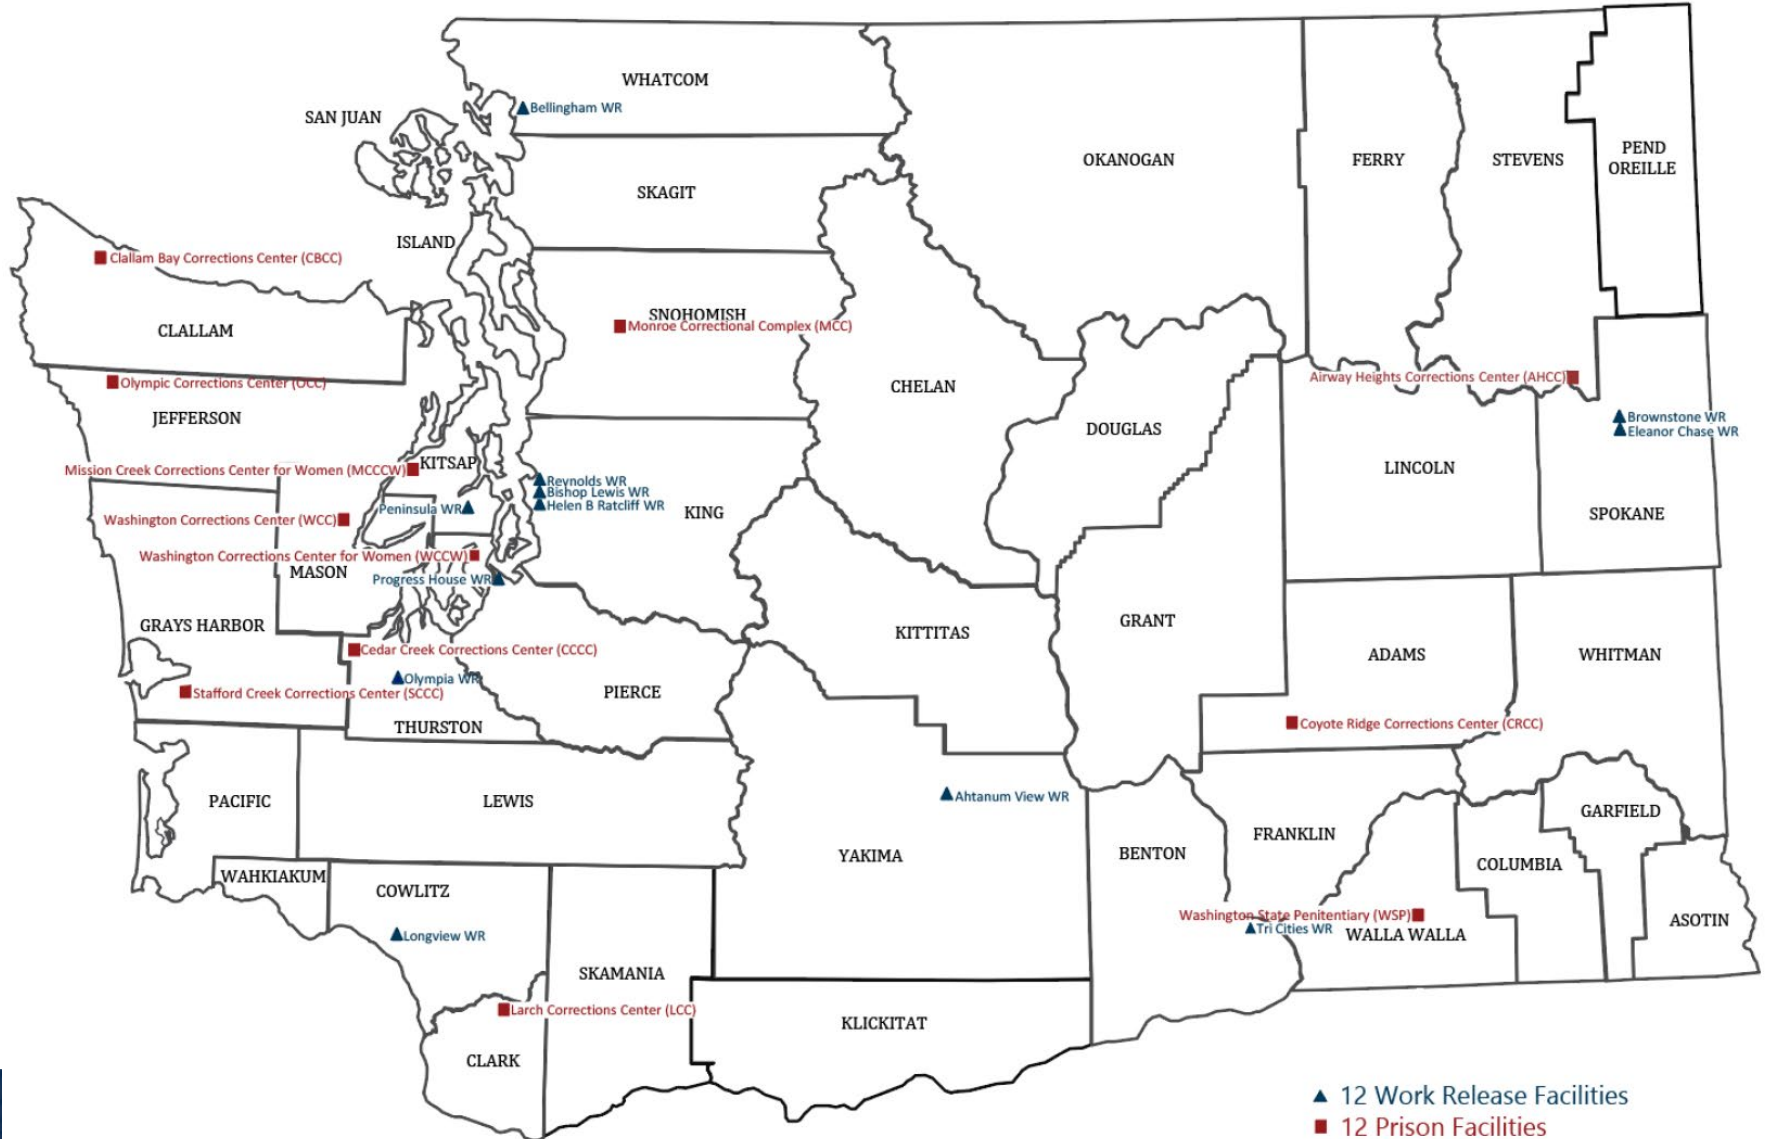 WHATCOM
Bellingham WR
SAN JUAN
OKANOGAN
FERRY
STEVENS
PEND
OREILLE
SKAGIT
ISLAND
Clallam Bay Corrections Center (CBCC)
CLALLAM
SNOHOMISH
Monroe Correctional Complex (MCC)
Olympic Corrections Center (OCC)
JEFFERSON
CHELAN
Airway Heights Corrections Center (AHCC)
Brownstone WR
Eleanor Chase WR
DOUGLAS
LINCOLN
SPOKANE
Mission Creek Corrections Center for Women (MCCCW)
KITSAP
Reynolds WR
Bishop Lewis WR
Helen B Ratcliff WR
KING
Peninsula WR
Washington Corrections Center (WCC)
Washington Corrections Center for Women (WCCW)
MASON
Progress House WR
GRAYS HARBOR
KITTITAS
GRANT
ADAMS
WHITMAN
Cedar Creek Corrections Center (CCCC)
Olympia WR
Stafford Creek Corrections Center (SCCC)
PIERCE
THURSTON
Coyote Ridge Corrections Center (CRCC)
PACIFIC
LEWIS
Ahtanum View WR
YAKIMA
BENTON
FRANKLIN
GARFIELD
COLUMBIA
WAHKIAKUM
COWLITZ
Longview WR
Washington State Penitentiary (WSP)
Tri Cities WR
WALLA WALLA
ASOTIN
SKAMANIA
Larch Corrections Center (LCC)
KLICKITAT
CLARK
12 Work Release Facilities
12 Prison Facilities